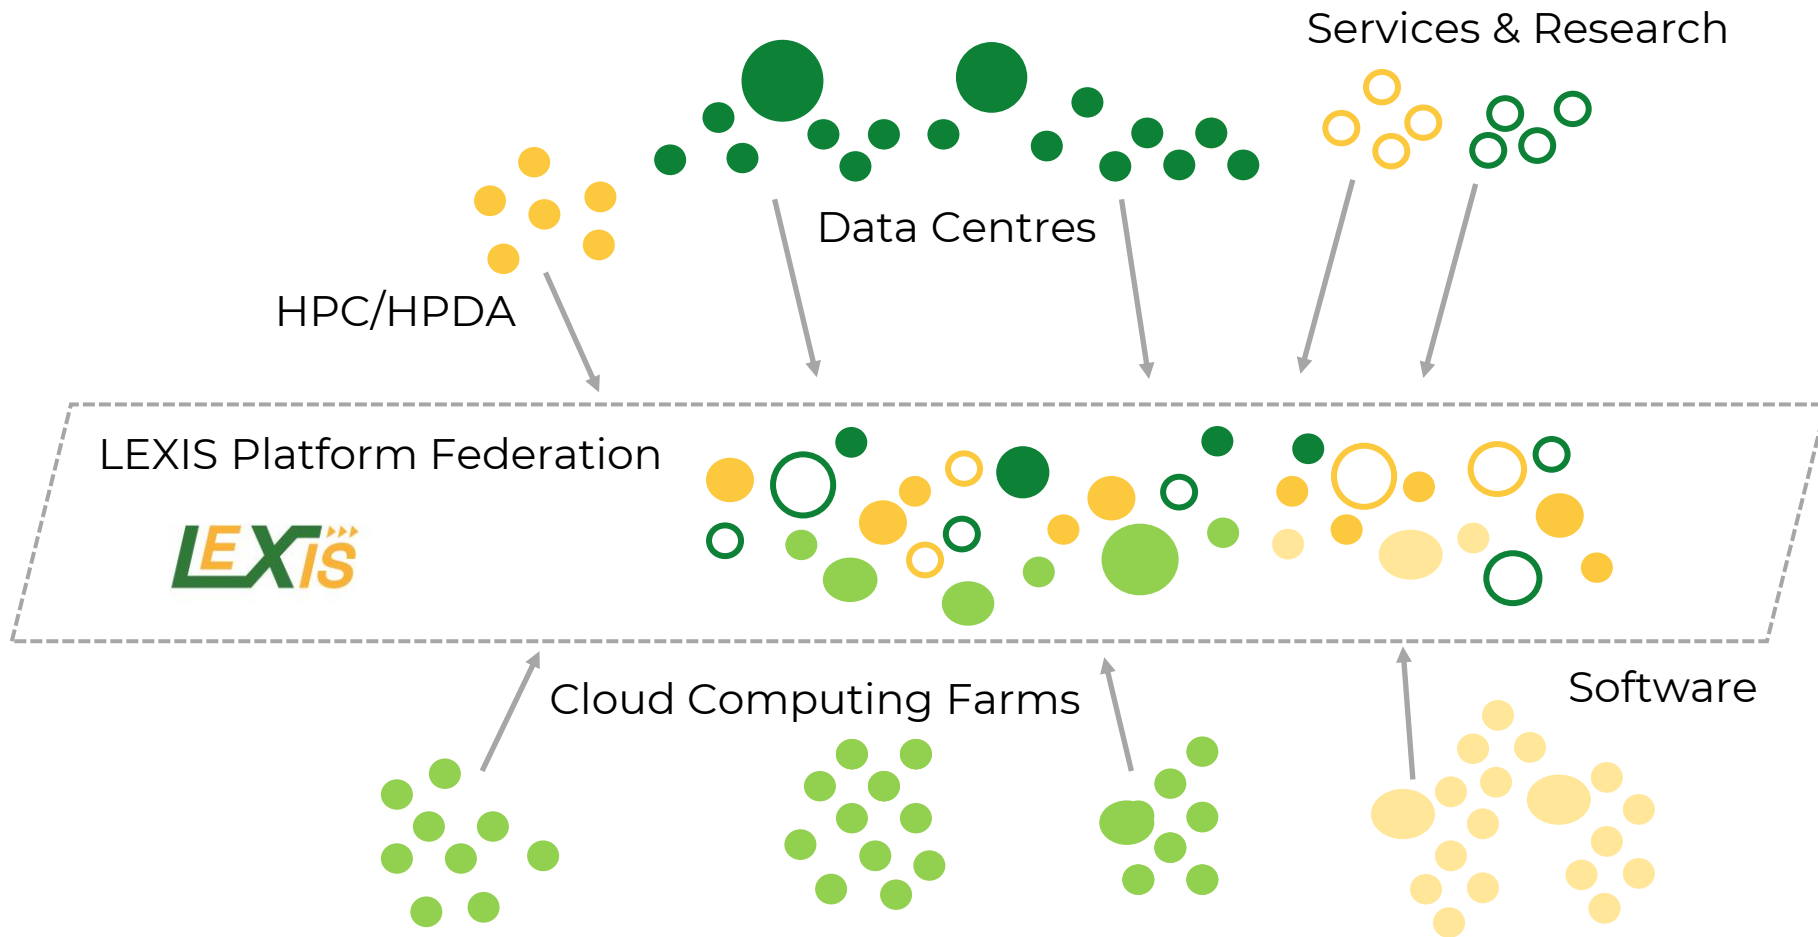 Services & Research
Data Centres
HPC/HPDA
LEXIS Platform Federation
LEXIS
Cloud Computing Farms
Software